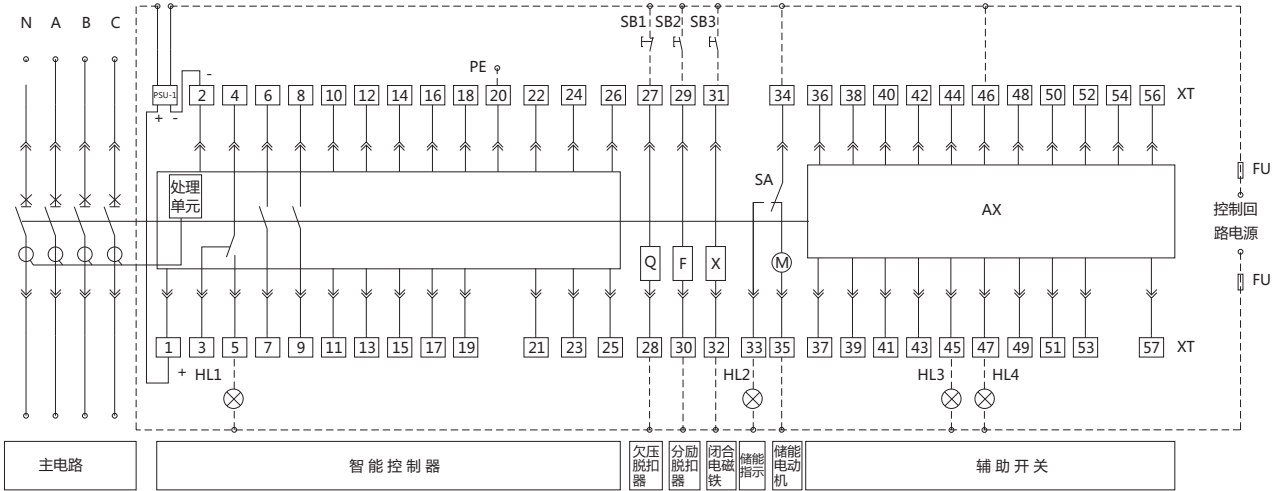 N A B C
SB1 SB2 SB3
PE
PSU-1 - 2 4 6 8 10 12 14 16 18 20 22 24 26 27 29 31 34 36 38 40 42 44 46 48 50 52 54 56 XT
+ -
FU
处理
单元
SA
AX
控制回
路电源
Q F X M
FU
1 3 5 7 9 11 13 15 17 19 21 23 25 28 30 32 33 35 37 39 41 43 45 47 49 51 53 57 XT
+ HL1 HL2 HL3 HL4
主电路
智能控制器
欠压
脱扣
器
分励
脱扣
器
闭合
电磁
铁
储能
指示
储能
电动
机
辅助开关